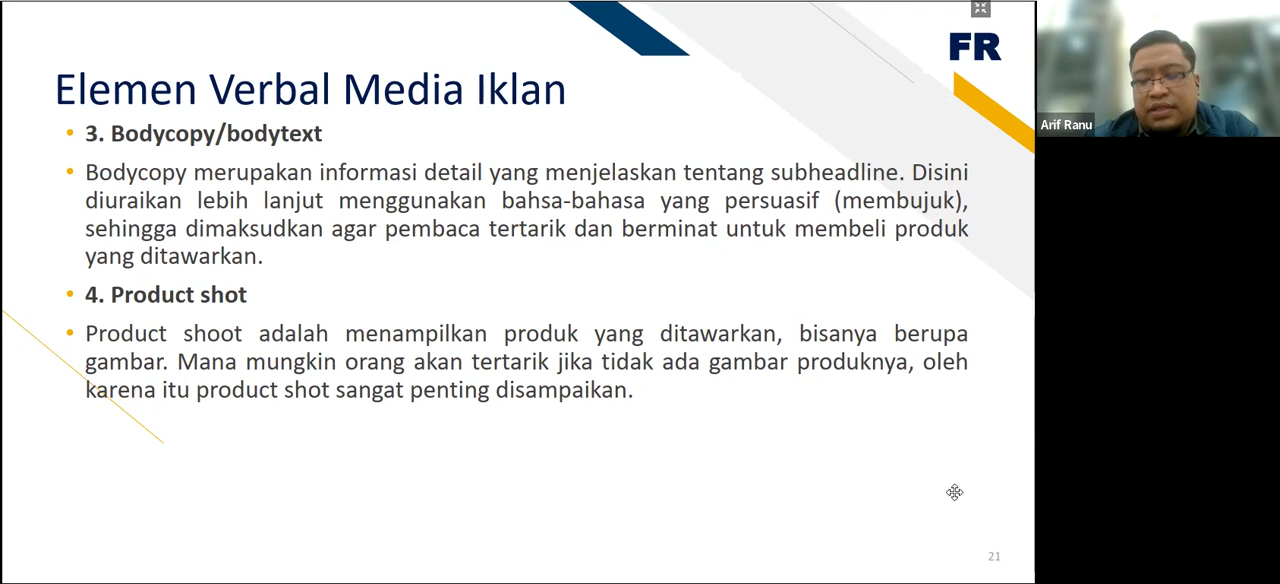 FR
Elemen Verbal Media Iklan
• 3. Bodycopy/bodytext
• Bodycopy merupakan informasi detail yang menjelaskan tentang subheadline. Disini
diuraikan lebih lanjut menggunakan bahsa-bahasa yang persuasif (membujuk),
sehingga dimaksudkan agar pembaca tertarik dan berminat untuk membeli produk
yang ditawarkan.
• 4. Product shot
• Product shoot adalah menampilkan produk yang ditawarkan, bisanya berupa
gambar. Mana mungkin orang akan tertarik jika tidak ada gambar produknya, oleh
karena itu product shot sangat penting disampaikan.
21
Arif Ranu